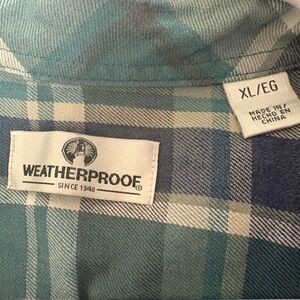 WEATHERPROOF®
SINCE 1948
XL/EG
MADE IN/
HECHO EN
CHINA